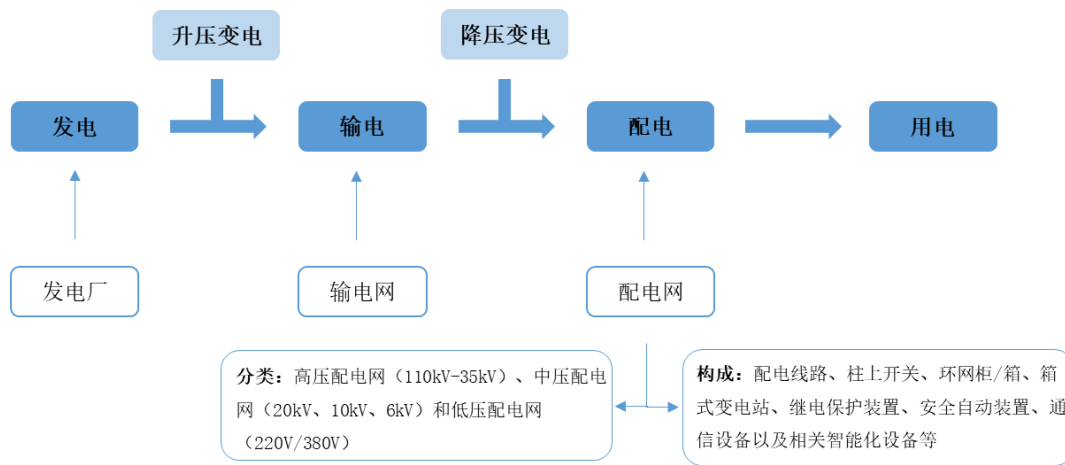 升压变电
降压变电
发电
输电
配电
用电
发电厂
输电网
配电网
分类：高压配电网（110kV-35kV）、中压配电
网（20kV、10kV、6kV）和低压配电网
（220V/380V）
构成：配电线路、柱上开关、环网柜/箱、箱
式变电站、继电保护装置、安全自动装置、通
信设备以及相关智能化设备等